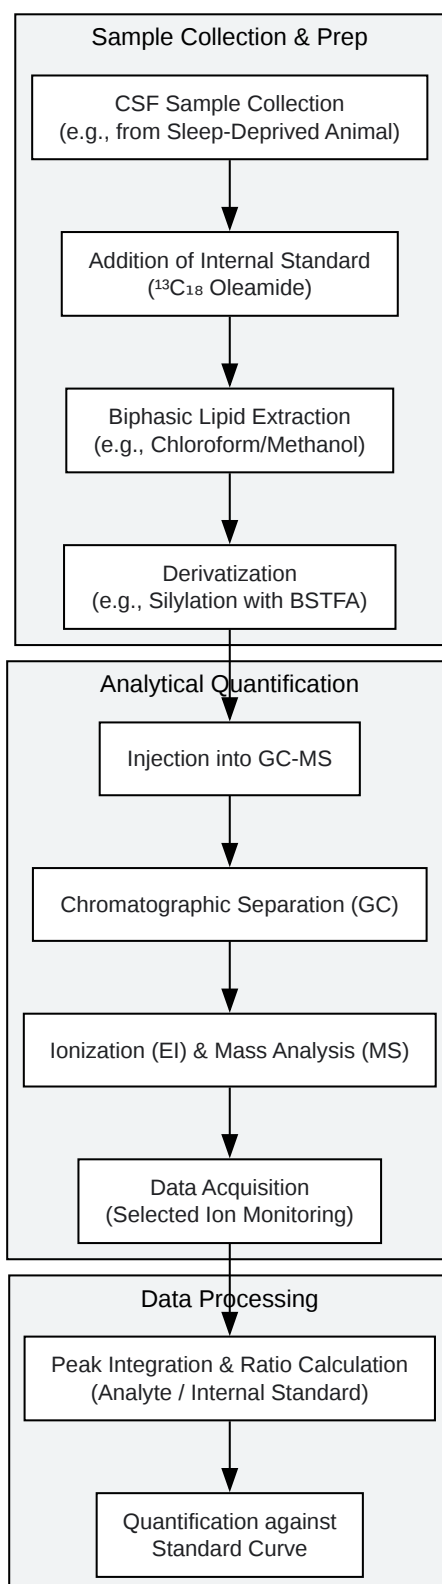 Sample Collection & Prep
CSF Sample Collection
(e.g., from Sleep-Deprived Animal)
Addition of Internal Standard
(¹³C₁₈ Oleamide)
Biphasic Lipid Extraction
(e.g., Chloroform/Methanol)
Derivatization
(e.g., Silylation with BSTFA)
Analytical Quantification
Injection into GC-MS
Chromatographic Separation (GC)
Ionization (EI) & Mass Analysis (MS)
Data Acquisition
(Selected Ion Monitoring)
Data Processing
Peak Integration & Ratio Calculation
(Analyte / Internal Standard)
Quantification against
Standard Curve